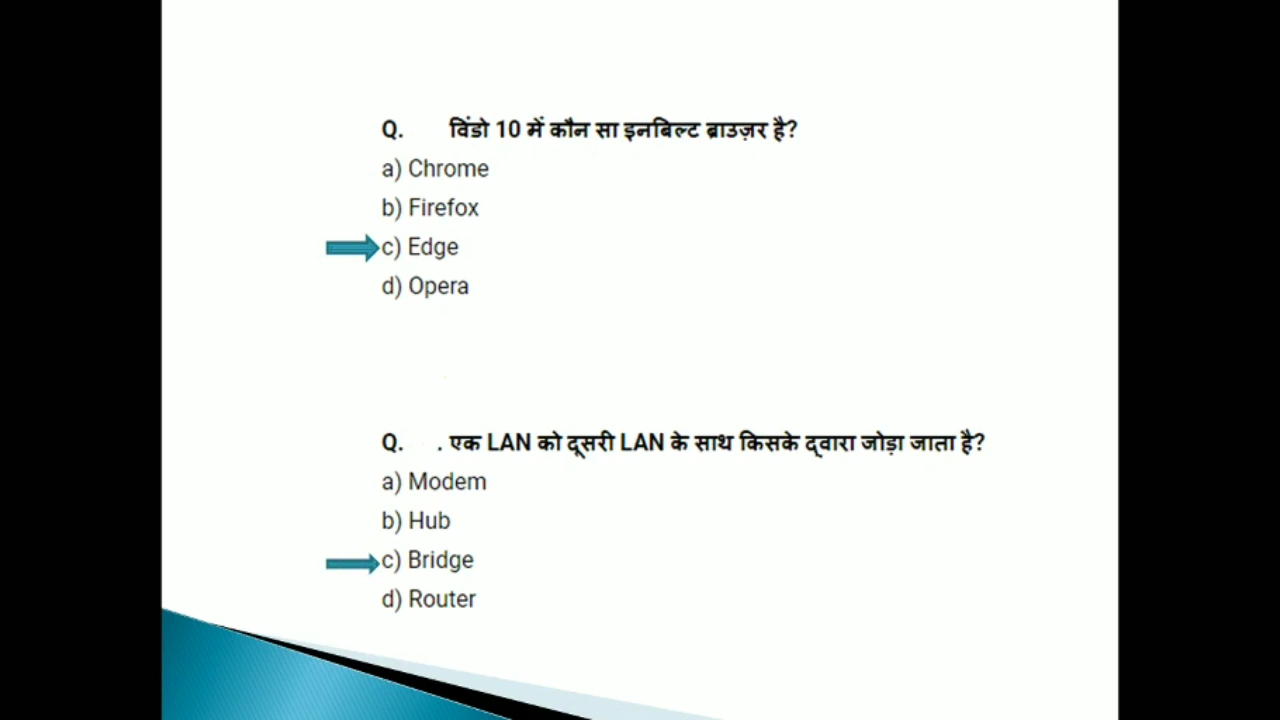 Q. विंडो 10 में कौन सा इनबिल्ट ब्राउज़र है?
a) Chrome
b) Firefox
c) Edge
d) Opera
Q. . एक LAN को दूसरी LAN के साथ किसके द्वारा जोड़ा जाता है?
a) Modem
b) Hub
c) Bridge
d) Router